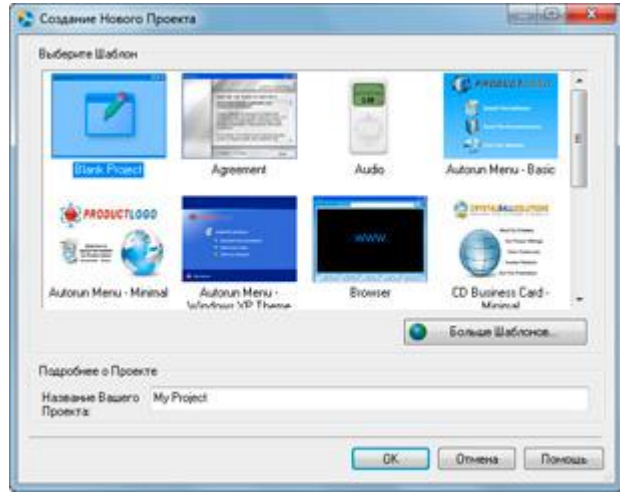 Создание Нового Проекта
Выберите Шаблон
PRODUCTLOGO
Blank Project
Agreement
Audio
Autorun Menu - Basic
PRODUCTLOGO
WWW
CRYSTALBALLSOLUTIONS
Autorun Menu - Minimal
Autorun Menu -
Windows XP Theme
Browser
CD Business Card -
Minimal
Больше Шаблонов...
Подробнее о Проекте
Название Вашего
Проекта:
My Project
OK
Отмена
Помощь